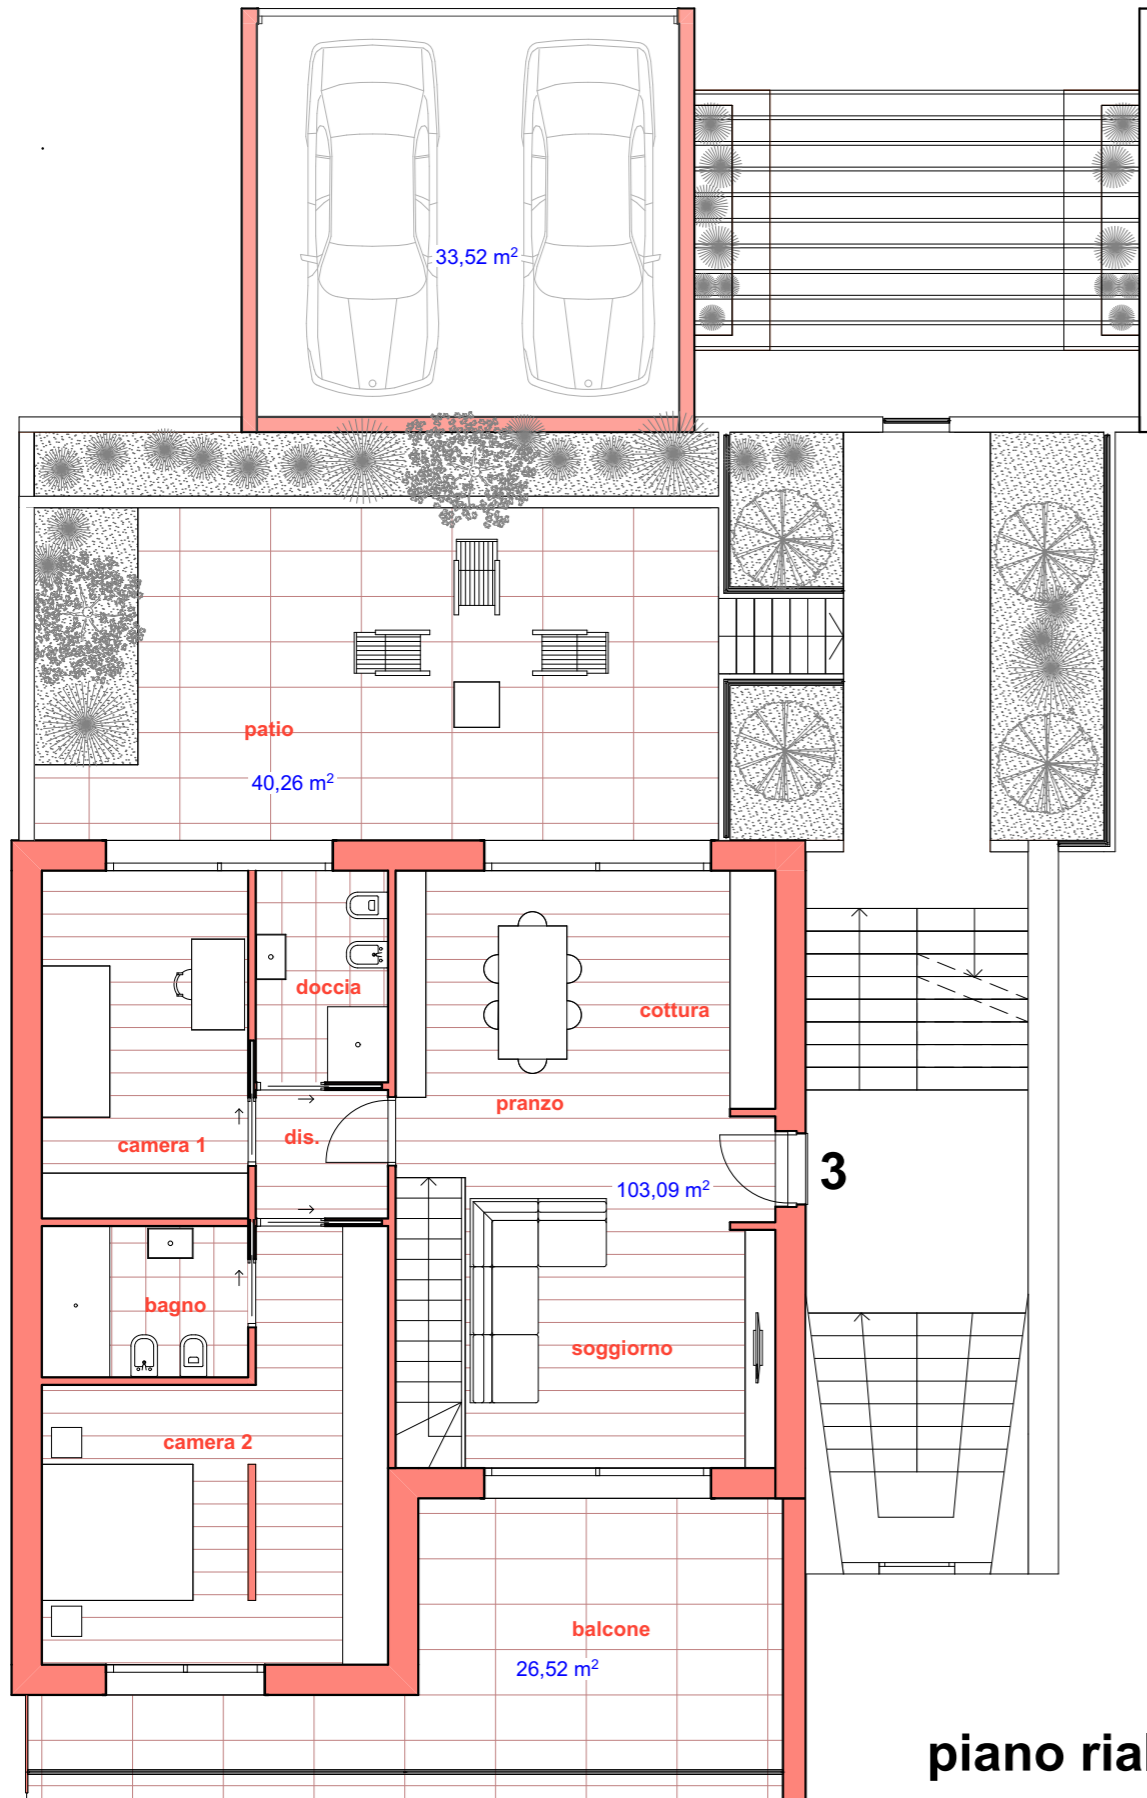 33,52 m²
patio
40,26 m²
doccia
cottura
pranzo
dis.
camera 1
3
103,09 m²
bagno
soggiorno
camera 2
balcone
26,52 m²
piano rial